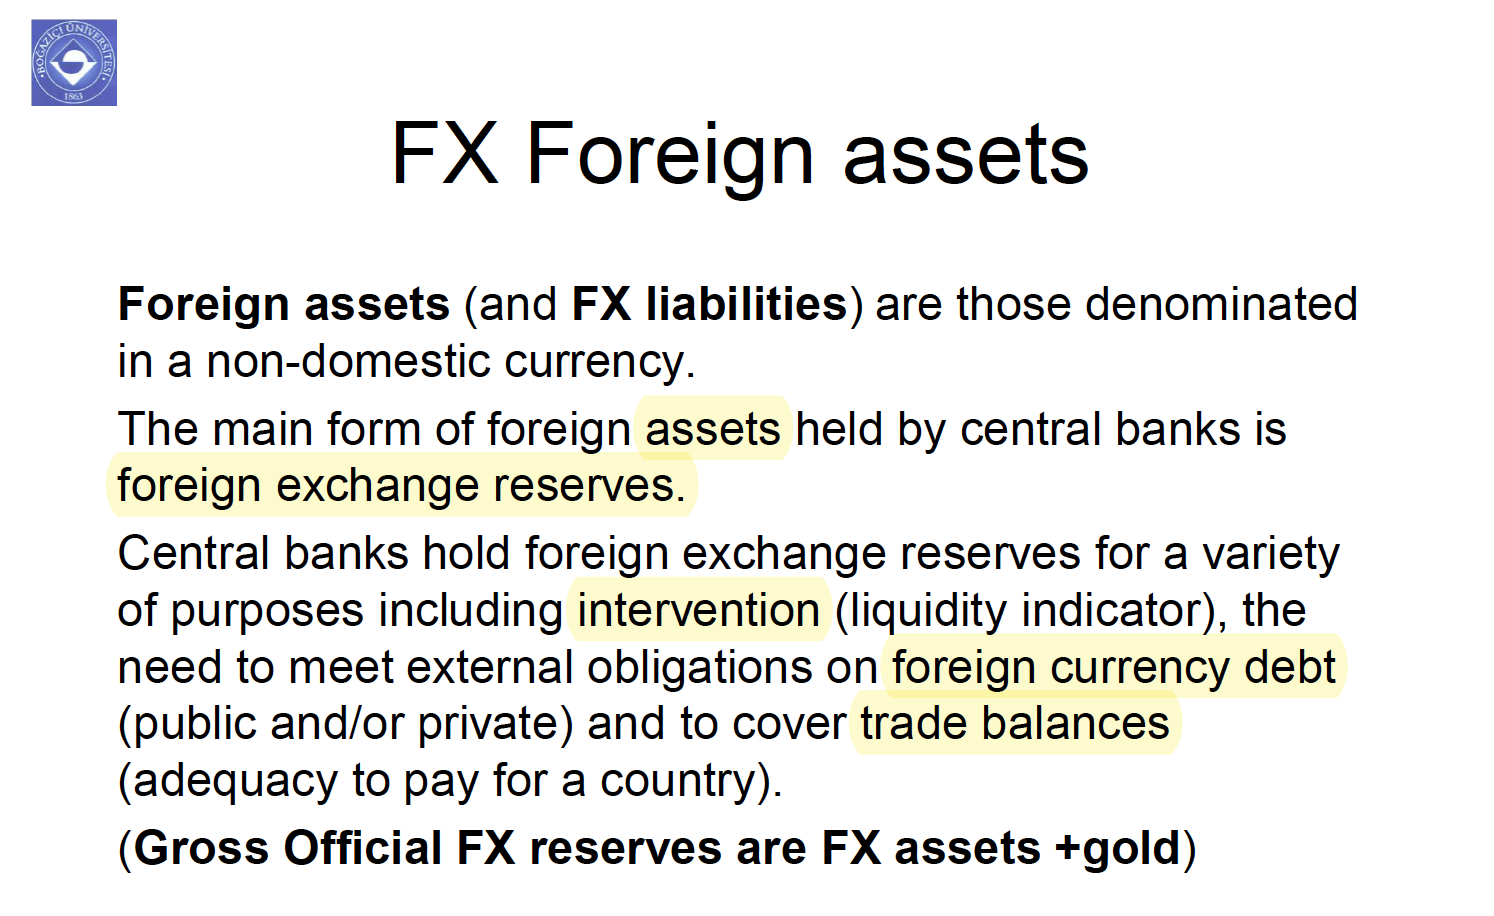 BOĞAZİÇİ ÜNİVERSİTESİ
1863
FX Foreign assets
Foreign assets (and FX liabilities) are those denominated
in a non-domestic currency.
The main form of foreign assets held by central banks is
foreign exchange reserves.
Central banks hold foreign exchange reserves for a variety
of purposes including intervention (liquidity indicator), the
need to meet external obligations on foreign currency debt
(public and/or private) and to cover trade balances
(adequacy to pay for a country).
(Gross Official FX reserves are FX assets +gold)